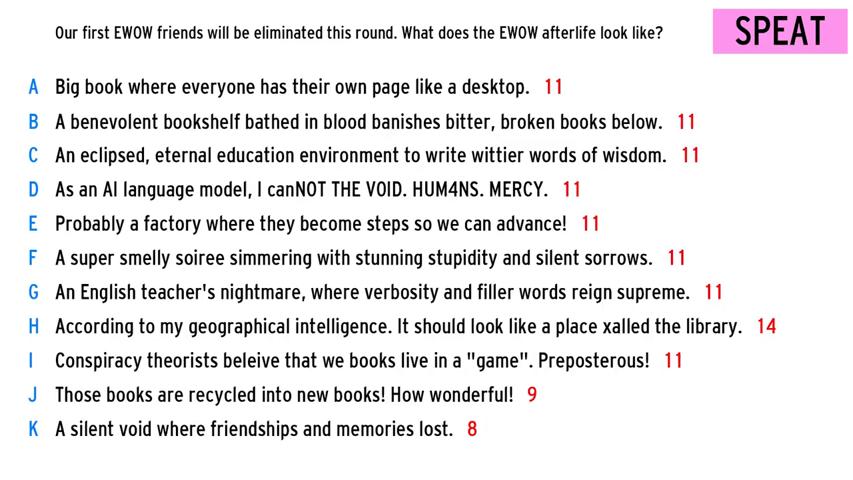 Our first EWOW friends will be eliminated this round. What does the EWOW afterlife look like?
SPEAT
A Big book where everyone has their own page like a desktop. 11
B A benevolent bookshelf bathed in blood banishes bitter, broken books below. 11
C An eclipsed, eternal education environment to write wittier words of wisdom. 11
D As an AI language model, I canNOT THE VOID. HUM4NS. MERCY. 11
E Probably a factory where they become steps so we can advance! 11
F A super smelly soiree simmering with stunning stupidity and silent sorrows. 11
G An English teacher's nightmare, where verbosity and filler words reign supreme. 11
H According to my geographical intelligence. It should look like a place xalled the library. 14
I Conspiracy theorists beleive that we books live in a "game". Preposterous! 11
J Those books are recycled into new books! How wonderful! 9
K A silent void where friendships and memories lost. 8